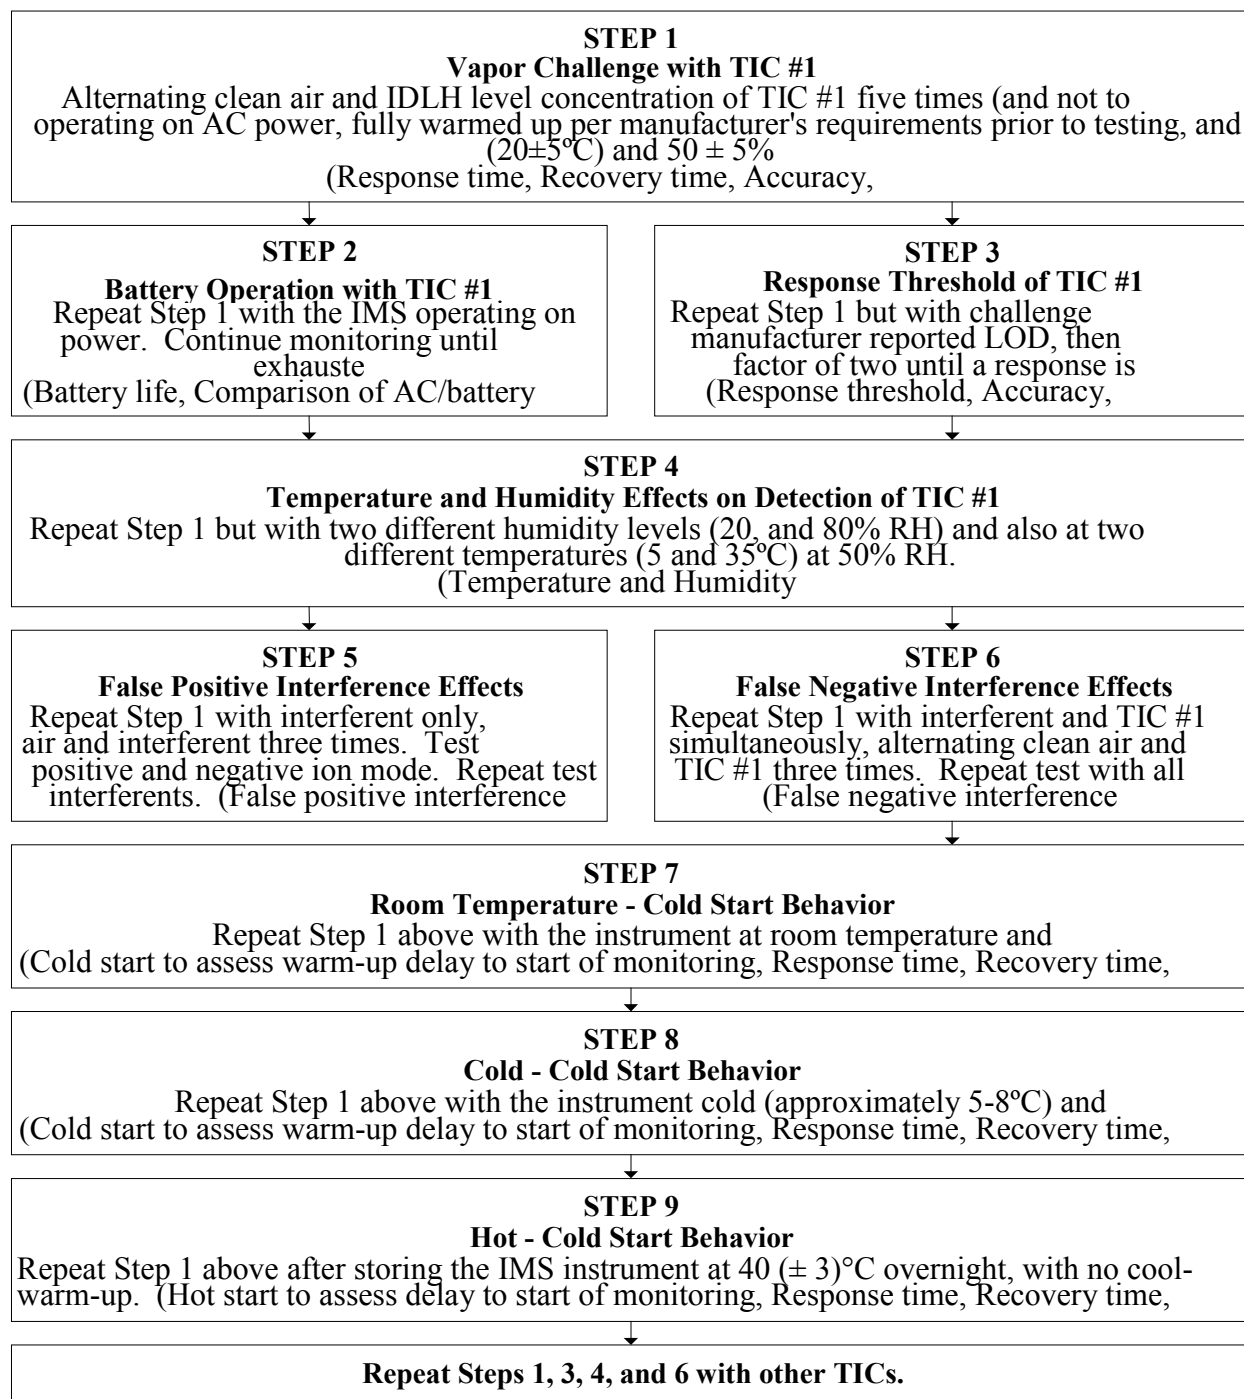 STEP 1
Vapor Challenge with TIC #1
Alternating clean air and IDLH level concentration of TIC #1 five times (and not to
operating on AC power, fully warmed up per manufacturer's requirements prior to testing, and
(20±5ºC) and 50 ± 5%
(Response time, Recovery time, Accuracy,
STEP 2
Battery Operation with TIC #1
Repeat Step 1 with the IMS operating on
power. Continue monitoring until
exhauste
(Battery life, Comparison of AC/battery
STEP 3
Response Threshold of TIC #1
Repeat Step 1 but with challenge
manufacturer reported LOD, then
factor of two until a response is
(Response threshold, Accuracy,
STEP 4
Temperature and Humidity Effects on Detection of TIC #1
Repeat Step 1 but with two different humidity levels (20, and 80% RH) and also at two
different temperatures (5 and 35ºC) at 50% RH.
(Temperature and Humidity
STEP 5
False Positive Interference Effects
Repeat Step 1 with interferent only,
air and interferent three times. Test
positive and negative ion mode. Repeat test
interferents. (False positive interference
STEP 6
False Negative Interference Effects
Repeat Step 1 with interferent and TIC #1
simultaneously, alternating clean air and
TIC #1 three times. Repeat test with all
(False negative interference
STEP 7
Room Temperature - Cold Start Behavior
Repeat Step 1 above with the instrument at room temperature and
(Cold start to assess warm-up delay to start of monitoring, Response time, Recovery time,
STEP 8
Cold - Cold Start Behavior
Repeat Step 1 above with the instrument cold (approximately 5-8ºC) and
(Cold start to assess warm-up delay to start of monitoring, Response time, Recovery time,
STEP 9
Hot - Cold Start Behavior
Repeat Step 1 above after storing the IMS instrument at 40 (± 3)°C overnight, with no cool-
warm-up. (Hot start to assess delay to start of monitoring, Response time, Recovery time,
Repeat Steps 1, 3, 4, and 6 with other TICs.